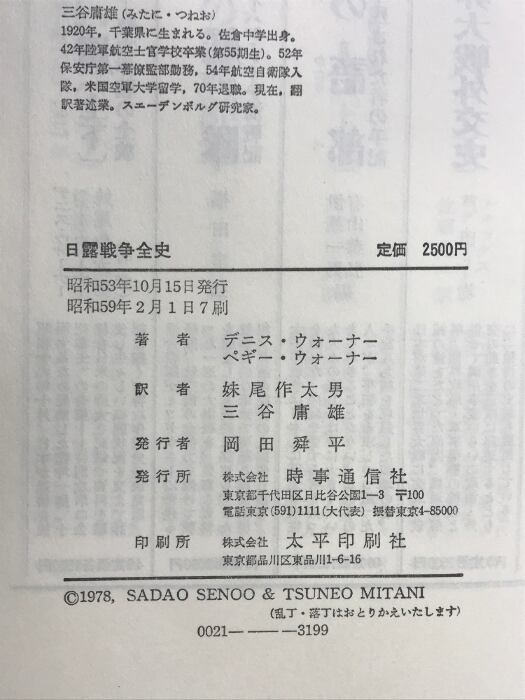 三谷庸雄(みたに・つねお)
1920年,千葉県に生まれる。佐倉中学出身。
42年陸軍航空士官学校卒業(第55期生)。52年
保安庁第一幕僚監部勤務,54年航空自衛隊入
隊,米国空軍大学留学,70年退職。現在,翻
訳著述業。スエーデンボルグ研究家。
日露戦争全史 定価 2500円
昭和53年10月15日発行
昭和59年2月1日7刷
著者 デニス・ウォーナー
ペギー・ウォーナー
訳者 妹尾作太男
三谷庸雄
発行者 岡田舜平
発行所 株式会社 時事通信社
東京都千代田区日比谷公園1―3 〒100
電話東京(591)1111(大代表) 振替東京4-85000
印刷所 株式会社 太平印刷社
東京都品川区東品川1-6-16
©1978, SADAO SENOO & TSUNEO MITANI
(乱丁・落丁はおとりかえいたします)
0021― ― ―3199